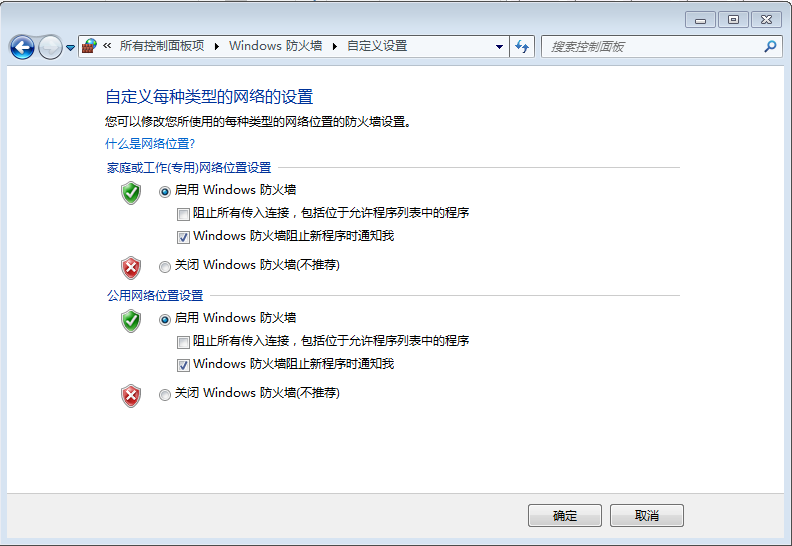 « 所有控制面板项 ▸ Windows 防火墙 ▸ 自定义设置
搜索控制面板
自定义每种类型的网络的设置
您可以修改您所使用的每种类型的网络位置的防火墙设置。
什么是网络位置?
家庭或工作(专用)网络位置设置
启用 Windows 防火墙
阻止所有传入连接，包括位于允许程序列表中的程序
Windows 防火墙阻止新程序时通知我
关闭 Windows 防火墙(不推荐)
公用网络位置设置
启用 Windows 防火墙
阻止所有传入连接，包括位于允许程序列表中的程序
Windows 防火墙阻止新程序时通知我
关闭 Windows 防火墙(不推荐)
确定
取消